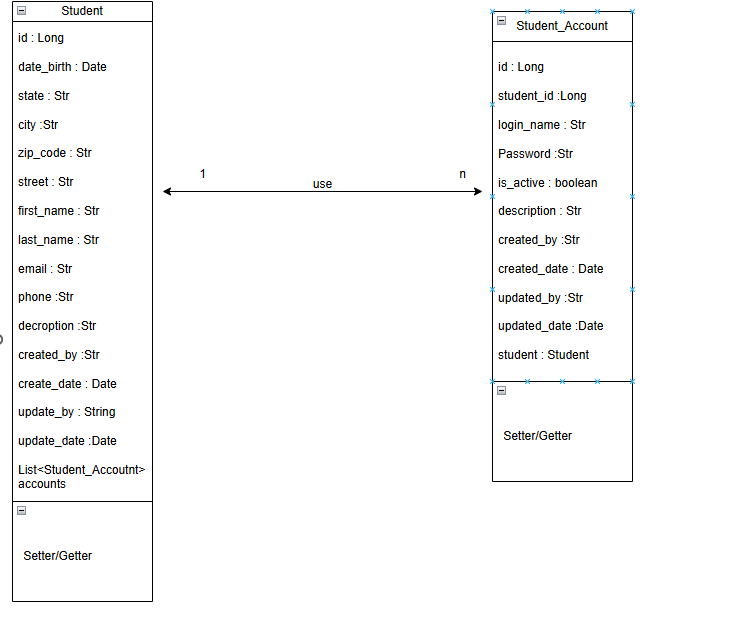 Student
id : Long
date_birth : Date
state : Str
city :Str
zip_code : Str
street : Str
first_name : Str
last_name : Str
email : Str
phone :Str
decroption :Str
created_by :Str
create_date : Date
update_by : String
update_date :Date
List<Student_Accoutnt>
accounts
Setter/Getter
1
use
n
Student_Account
id : Long
student_id :Long
login_name : Str
Password :Str
is_active : boolean
description : Str
created_by :Str
created_date : Date
updated_by :Str
updated_date :Date
student : Student
Setter/Getter